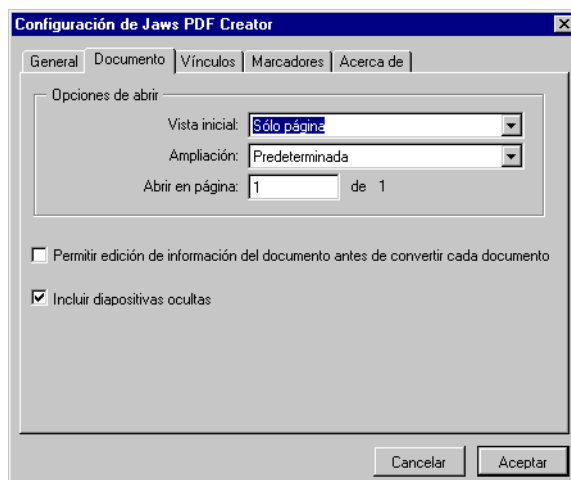 Configuración de Jaws PDF Creator
General Documento Vínculos Marcadores Acerca de
Opciones de abrir
Vista inicial: Sólo página
Ampliación: Predeterminada
Abrir en página: 1 de 1
Permitir edición de información del documento antes de convertir cada documento
Incluir diapositivas ocultas
Cancelar Aceptar